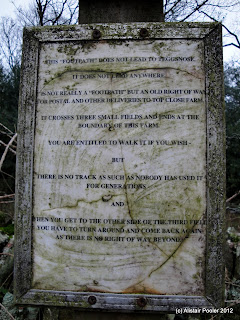 THIS "FOOTPATH" DOES NOT LEAD TO PEGGSNOSE.
IT DOES NOT LEAD ANYWHERE.
IS NOT REALLY A "FOOTPATH" BUT AN OLD RIGHT OF WAY
FOR POSTAL AND OTHER DELIVERIES TO TOP CLOSE FARM.
IT CROSSES THREE SMALL FIELDS AND ENDS AT THE
BOUNDARY OF THIS FARM.
YOU ARE ENTITLED TO WALK IT IF YOU WISH -
BUT
THERE IS NO TRACK AS SUCH AS NOBODY HAS USED IT
FOR GENERATIONS
AND -
WHEN YOU GET TO THE OTHER SIDE OF THE THIRD FIELD
YOU HAVE TO TURN AROUND AND COME BACK AGAIN
AS THERE IS NO RIGHT OF WAY BEYOND.
(c) Alistair Pooler 2012